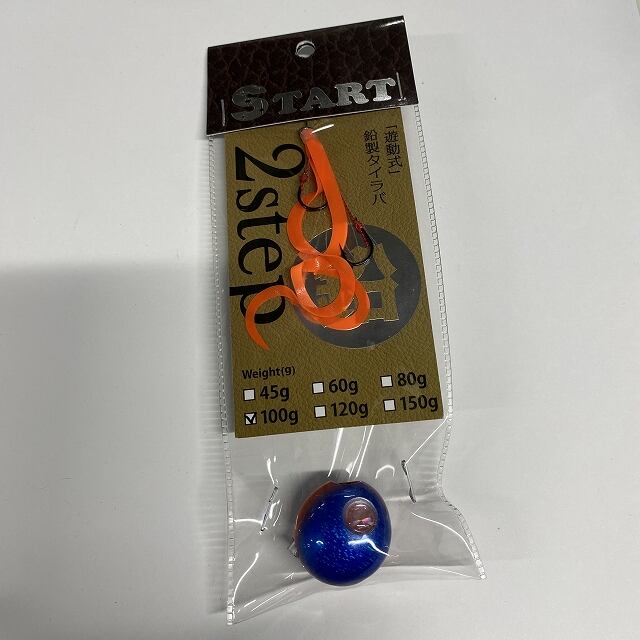 START
「遊動式」
鉛製タイラバ
2step
Weight(g)
45g 60g 80g
100g 120g 150g